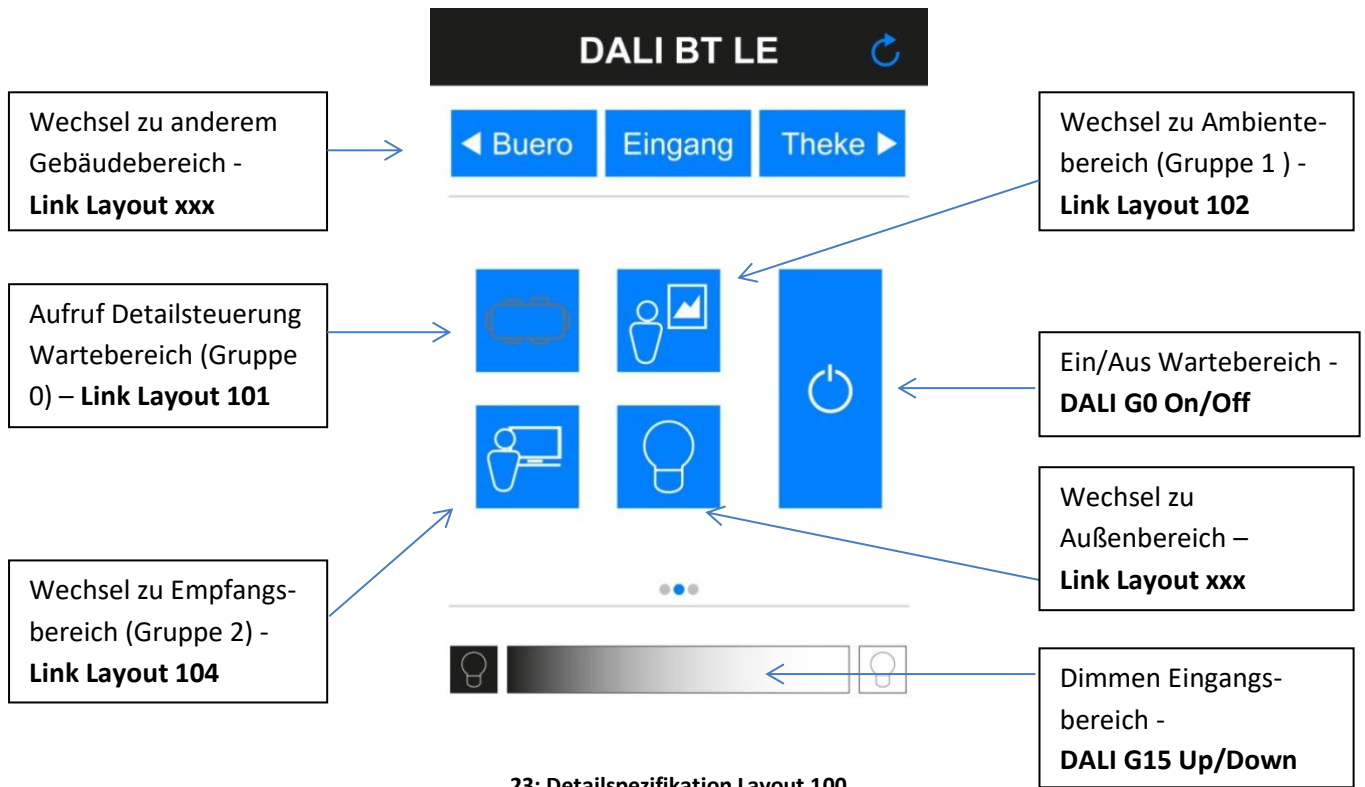 DALI BT LE
Wechsel zu anderem
Gebäudebereich -
Link Layout xxx
◀ Buero
Eingang
Theke ▶
Wechsel zu Ambiente-
bereich (Gruppe 1 ) -
Link Layout 102
Aufruf Detailsteuerung
Wartebereich (Gruppe
0) – Link Layout 101
Ein/Aus Wartebereich -
DALI G0 On/Off
Wechsel zu
Außenbereich –
Link Layout xxx
Wechsel zu Empfangs-
bereich (Gruppe 2) -
Link Layout 104
Dimmen Eingangs-
bereich -
DALI G15 Up/Down
23: Detailspezifikation Layout 100